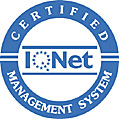 CERTIFIED
IQNet
MANAGEMENT SYSTEM